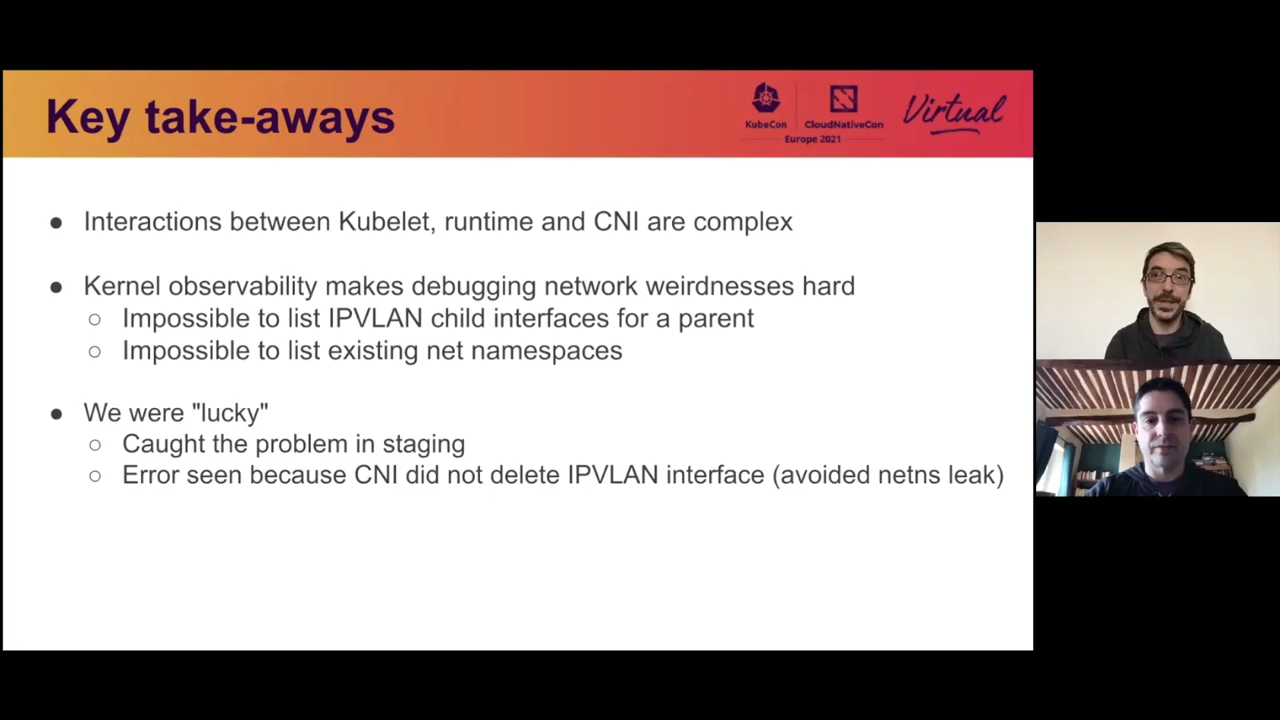 Key take-aways
KubeCon
CloudNativeCon
Europe 2021
Virtual
● Interactions between Kubelet, runtime and CNI are complex
● Kernel observability makes debugging network weirdnesses hard
○ Impossible to list IPVLAN child interfaces for a parent
○ Impossible to list existing net namespaces
● We were "lucky"
○ Caught the problem in staging
○ Error seen because CNI did not delete IPVLAN interface (avoided netns leak)